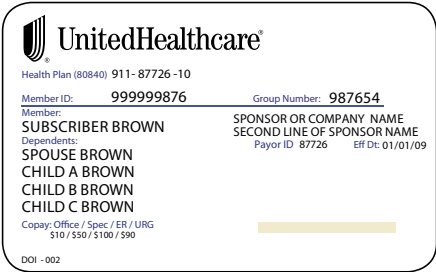 UnitedHealthcare®
®
Health Plan (80840) 911- 87726 -10
Member ID: 999999876 Group Number: 987654
Member:
SUBSCRIBER BROWN
SPONSOR OR COMPANY NAME
SECOND LINE OF SPONSOR NAME
Dependents:
Payor ID 87726 Eff Dt: 01/01/09
SPOUSE BROWN
CHILD A BROWN
CHILD B BROWN
CHILD C BROWN
Copay: Office / Spec / ER / URG
$10 / $50 / $100 / $90
DOI - 002